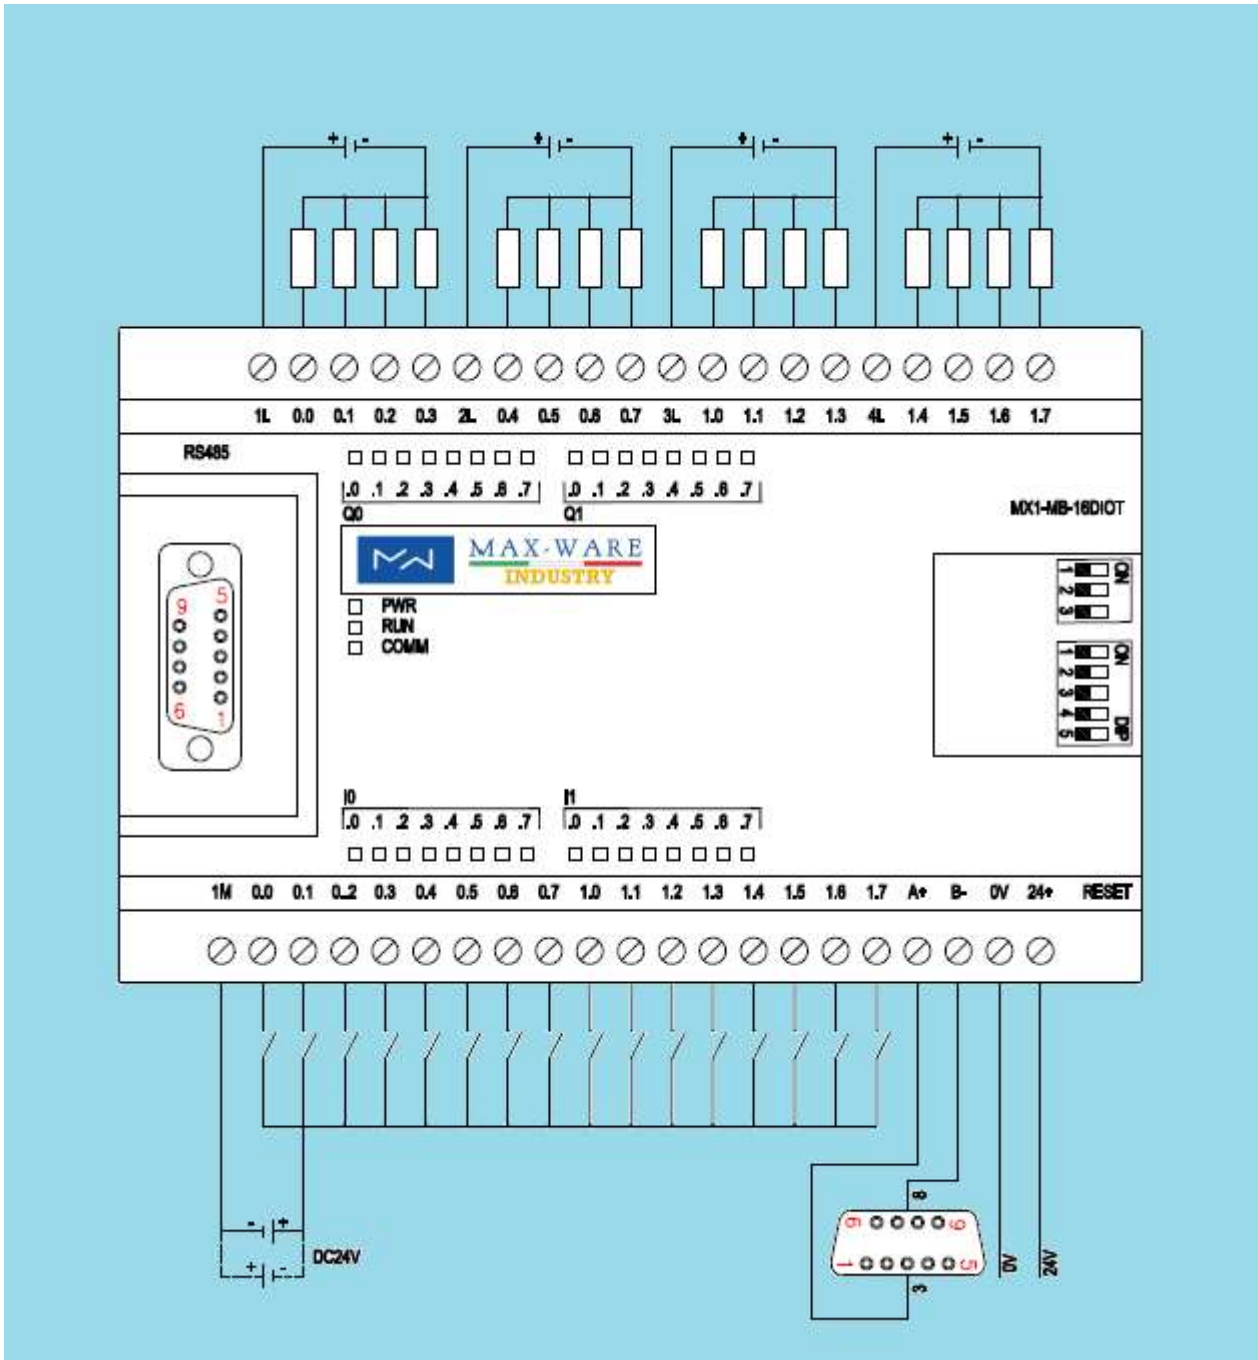 + - + - + - + -
1L 0.0 0.1 0.2 0.3 2L 0.4 0.5 0.6 0.7 3L 1.0 1.1 1.2 1.3 4L 1.4 1.5 1.6 1.7
RS485
.0 .1 .2 .3 .4 .5 .6 .7 .0 .1 .2 .3 .4 .5 .6 .7
Q0 Q1
MX1-MB-16DIOT
MW MAX-WARE
INDUSTRY
PWR
RUN
COMM
9 5
6 1
1 ON
2
3
1 ON
2
3
4 DIP
5
I0 I1
.0 .1 .2 .3 .4 .5 .6 .7 .0 .1 .2 .3 .4 .5 .6 .7
1M 0.0 0.1 0..2 0.3 0.4 0.5 0.6 0.7 1.0 1.1 1.2 1.3 1.4 1.5 1.6 1.7 A+ B- 0V 24+ RESET
8
- +
+ -
DC24V
6 9
1 5
3
0V
24V